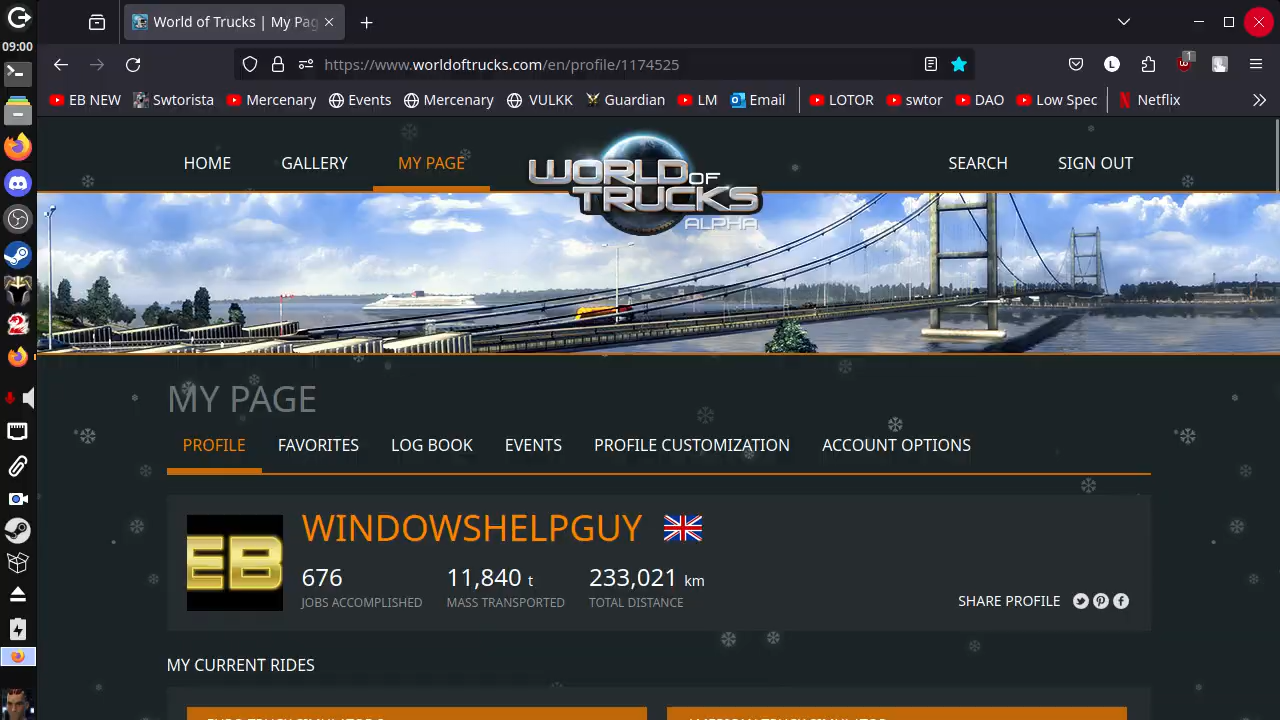 World of Trucks | My Pag
09:00
https://www.worldoftrucks.com/en/profile/1174525
1
L
EB NEW
Swtorista
Mercenary
Events
Mercenary
VULKK
Guardian
LM
Email
LOTOR
swtor
DAO
Low Spec
Netflix
HOME
GALLERY
MY PAGE
WORLD OF
TRUCKS
ALPHA
SEARCH
SIGN OUT
MY PAGE
PROFILE
FAVORITES
LOG BOOK
EVENTS
PROFILE CUSTOMIZATION
ACCOUNT OPTIONS
EB
WINDOWSHELPGUY
676
11,840 t
233,021 km
JOBS ACCOMPLISHED
MASS TRANSPORTED
TOTAL DISTANCE
SHARE PROFILE
MY CURRENT RIDES